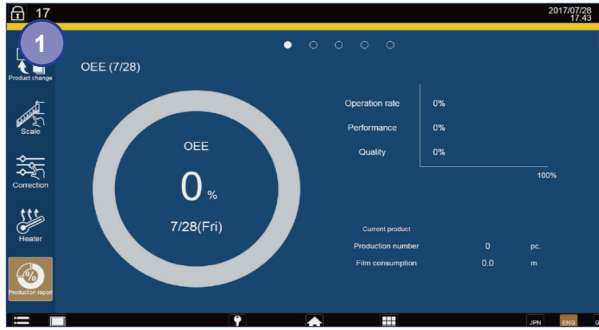 17
2017/07/28
17:43
1
Product change
Scale
Correction
Heater
Production report
OEE (7/28)
OEE
0 %
7/28(Fri)
Operation rate 0%
Performance 0%
Quality 0%
100%
Current product
Production number 0 pc.
Film consumption 0.0 m
JPN ENG